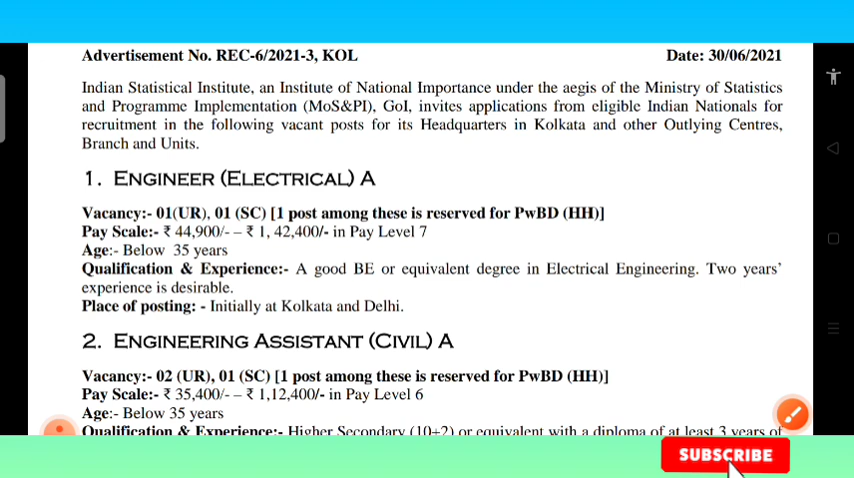 Advertisement No. REC-6/2021-3, KOL Date: 30/06/2021
Indian Statistical Institute, an Institute of National Importance under the aegis of the Ministry of Statistics
and Programme Implementation (MoS&PI), GoI, invites applications from eligible Indian Nationals for
recruitment in the following vacant posts for its Headquarters in Kolkata and other Outlying Centres,
Branch and Units.
1. ENGINEER (ELECTRICAL) A
Vacancy:- 01(UR), 01 (SC) [1 post among these is reserved for PwBD (HH)]
Pay Scale:- ₹ 44,900/- – ₹ 1, 42,400/- in Pay Level 7
Age:- Below 35 years
Qualification & Experience:- A good BE or equivalent degree in Electrical Engineering. Two years'
experience is desirable.
Place of posting: - Initially at Kolkata and Delhi.
2. ENGINEERING ASSISTANT (CIVIL) A
Vacancy:- 02 (UR), 01 (SC) [1 post among these is reserved for PwBD (HH)]
Pay Scale:- ₹ 35,400/- – ₹ 1,12,400/- in Pay Level 6
Age:- Below 35 years
Qualification & Experience:- Higher Secondary (10+2) or equivalent with a diploma of at least 3 years of
SUBSCRIBE